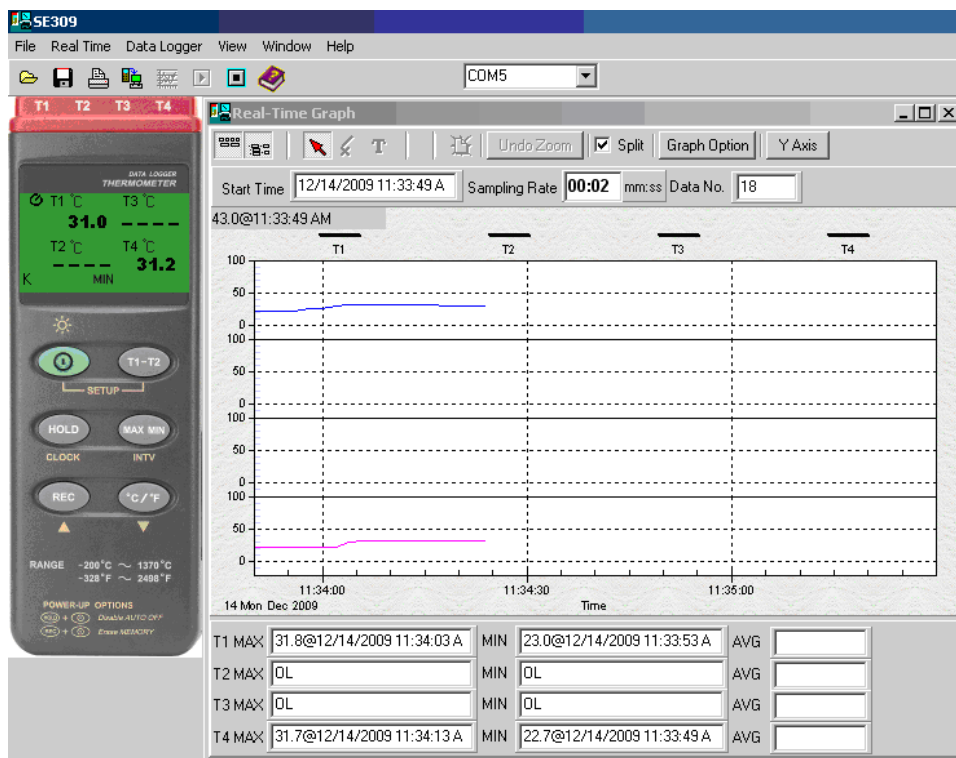 SE309
File Real Time Data Logger View Window Help
COM5
T1 T2 T3 T4
DATA LOGGER
THERMOMETER
T1 °C T3 °C
31.0 ----
T2 °C T4 °C
---- 31.2
K MIN
T1-T2
SETUP
HOLD MAX MIN
CLOCK INTV
REC °C/°F
RANGE -200°C ~ 1370°C
-328°F ~ 2498°F
POWER-UP OPTIONS
HOLD + Disable AUTO OFF
REC + Erase MEMORY
Real-Time Graph
T Undo Zoom Split Graph Option Y Axis
Start Time 12/14/2009 11:33:49 A Sampling Rate 00:02 mm:ss Data No. 18
43.0@11:33:49 AM
T1 T2 T3 T4
100
50
0
100
50
0
100
50
0
100
50
0
11:34:00 11:34:30 11:35:00
14 Mon Dec 2009 Time
T1 MAX 31.8@12/14/2009 11:34:03 A MIN 23.0@12/14/2009 11:33:53 A AVG
T2 MAX OL MIN OL AVG
T3 MAX OL MIN OL AVG
T4 MAX 31.7@12/14/2009 11:34:13 A MIN 22.7@12/14/2009 11:33:49 A AVG